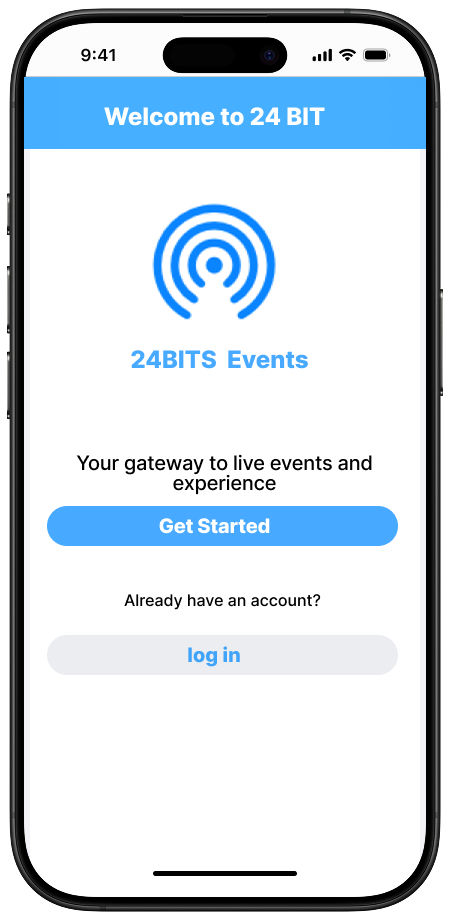 9:41
Welcome to 24 BIT
24BITS Events
Your gateway to live events and
experience
Get Started
Already have an account?
log in